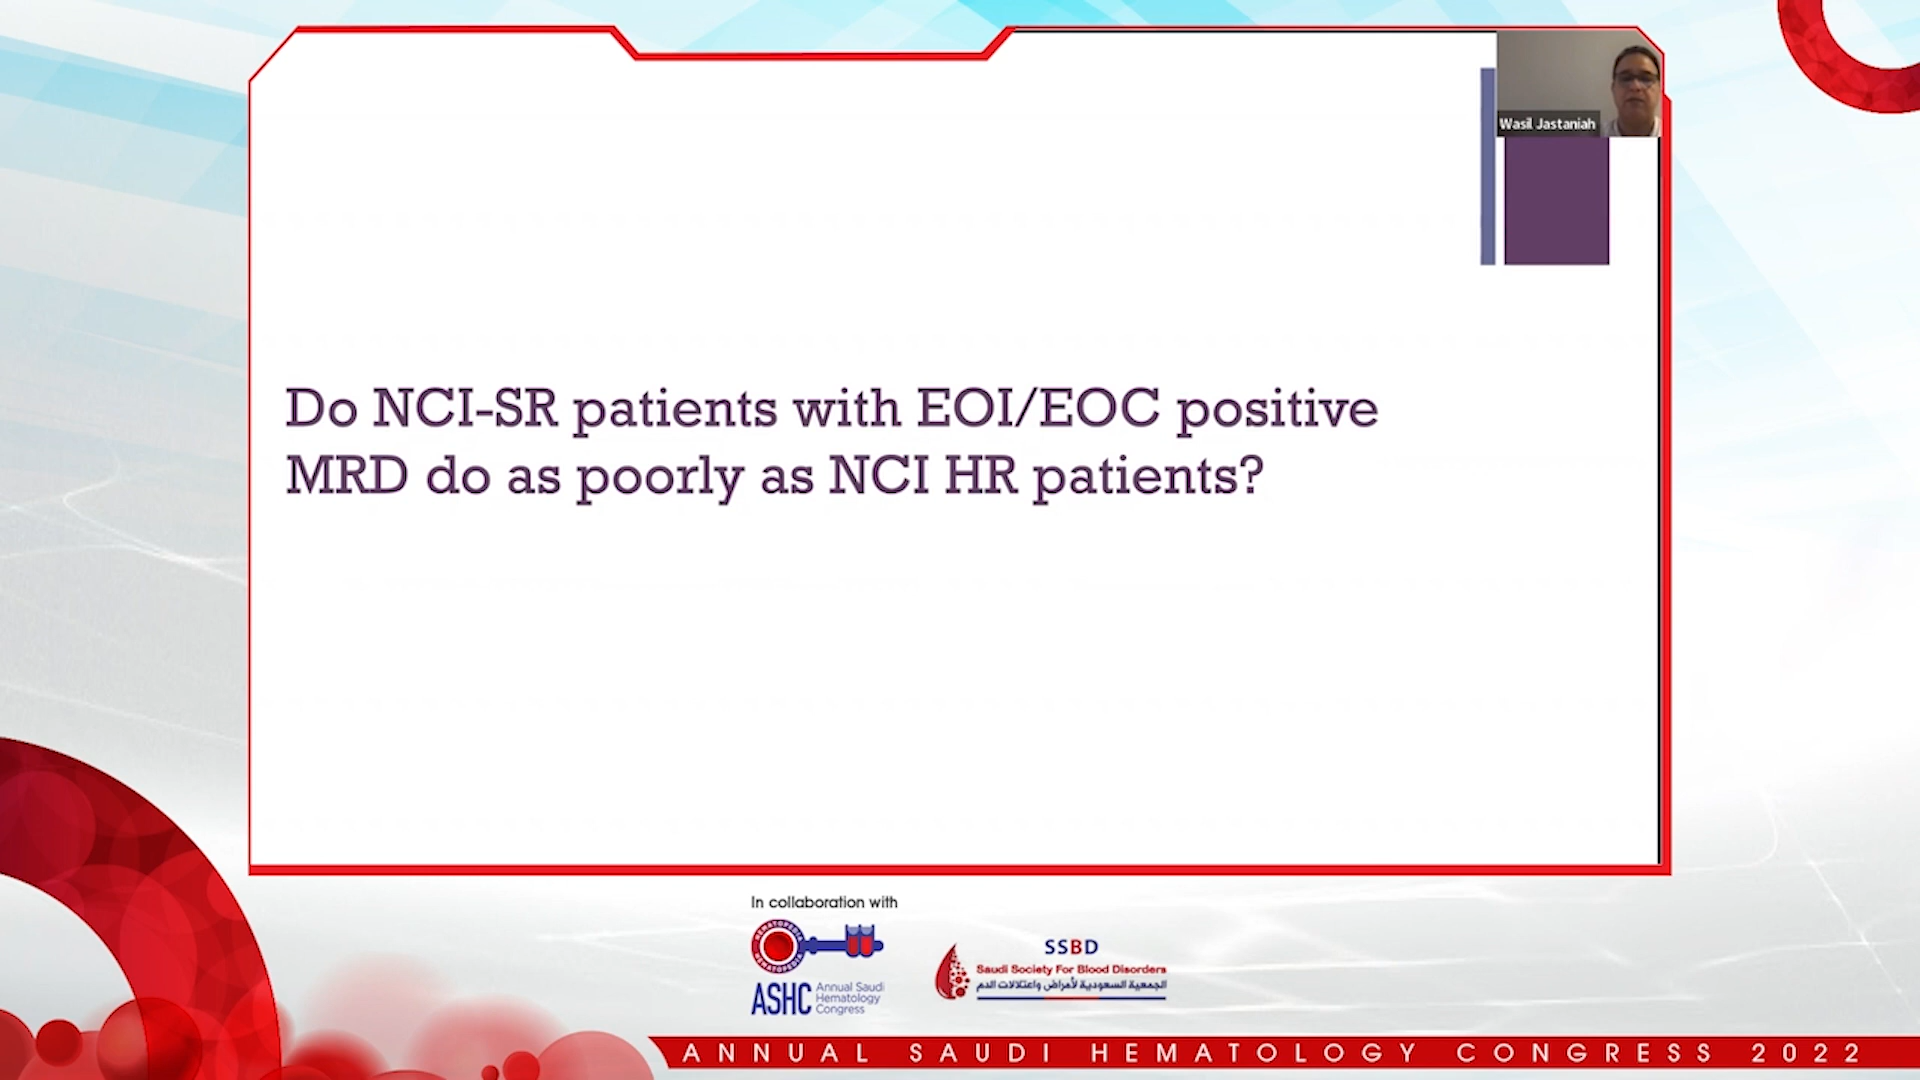 Wasil Jastaniah
Do NCI-SR patients with EOI/EOC positive
MRD do as poorly as NCI HR patients?
In collaboration with
HEMATOPEDIA
HEMATOPEDIA
ASHC Annual Saudi
Hematology
Congress
SSBD
Saudi Society For Blood Disorders
الجمعية السعودية لأمراض واعتلالات الدم
ANNUAL SAUDI HEMATOLOGY CONGRESS 2022